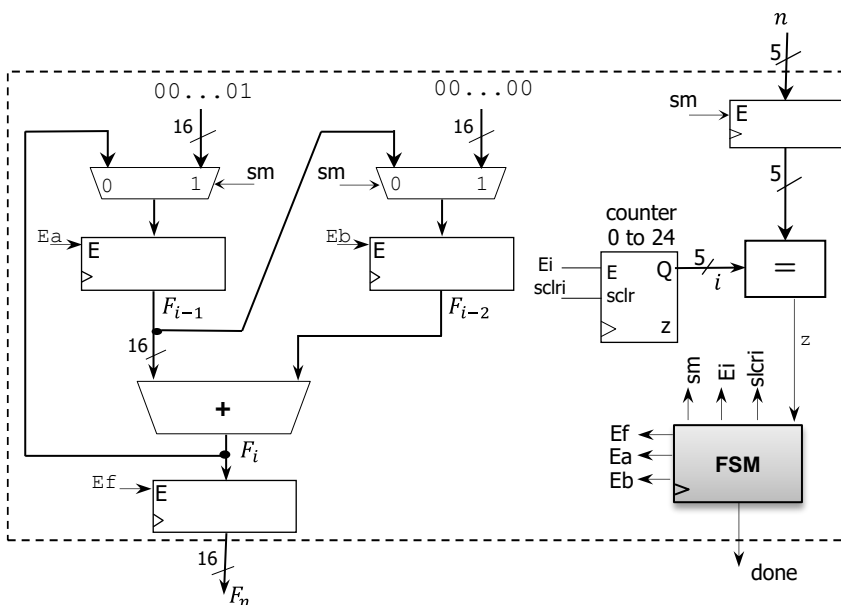 n
5
00...01
00...00
sm
E
16
16
5
0 1
sm
sm
0 1
counter
0 to 24
Ea
E
Eb
E
Ei
E
Q
5
i
=
sclri
sclr
z
F_{i-1}
F_{i-2}
16
z
sm
Ei
slcri
+
Ef
Ea
Eb
FSM
F_i
Ef
E
16
done
F_n